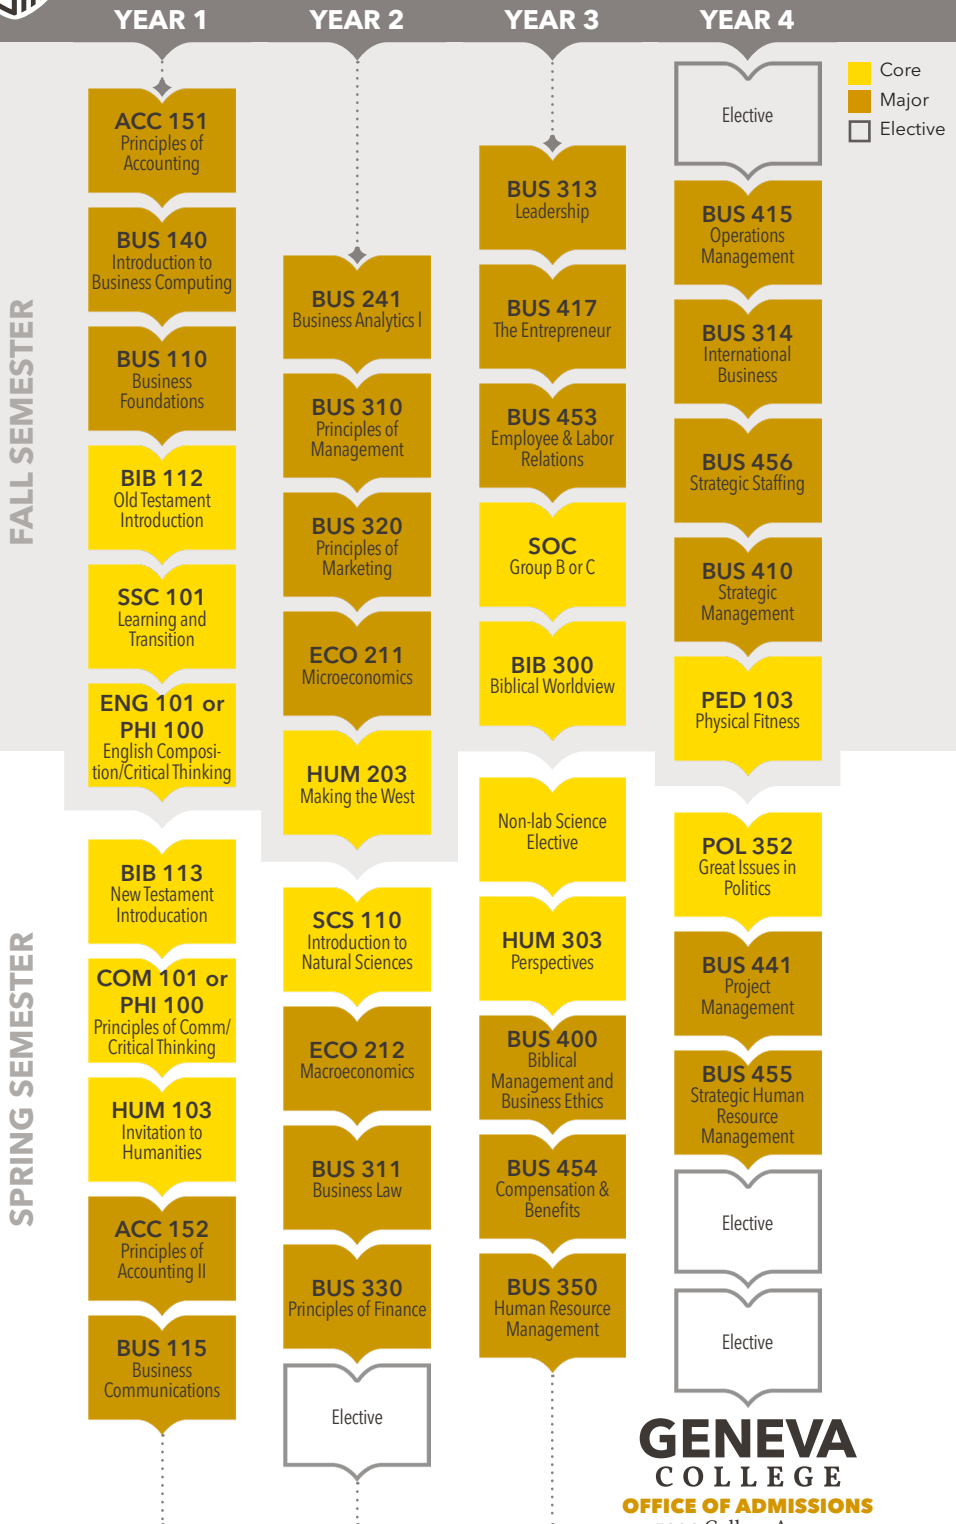 YEAR 1
YEAR 2
YEAR 3
YEAR 4
Core
Major
Elective
FALL SEMESTER
SPRING SEMESTER
ACC 151
Principles of
Accounting
BUS 140
Introduction to
Business Computing
BUS 110
Business
Foundations
BIB 112
Old Testament
Introduction
SSC 101
Learning and
Transition
ENG 101 or
PHI 100
English Composi-
tion/Critical Thinking
BIB 113
New Testament
Introducation
COM 101 or
PHI 100
Principles of Comm/
Critical Thinking
HUM 103
Invitation to
Humanities
ACC 152
Principles of
Accounting II
BUS 115
Business
Communications
BUS 241
Business Analytics I
BUS 310
Principles of
Management
BUS 320
Principles of
Marketing
ECO 211
Microeconomics
HUM 203
Making the West
SCS 110
Introduction to
Natural Sciences
ECO 212
Macroeconomics
BUS 311
Business Law
BUS 330
Principles of Finance
Elective
BUS 313
Leadership
BUS 417
The Entrepreneur
BUS 453
Employee & Labor
Relations
SOC
Group B or C
BIB 300
Biblical Worldview
Non-lab Science
Elective
HUM 303
Perspectives
BUS 400
Biblical
Management and
Business Ethics
BUS 454
Compensation &
Benefits
BUS 350
Human Resource
Management
Elective
BUS 415
Operations
Management
BUS 314
International
Business
BUS 456
Strategic Staffing
BUS 410
Strategic
Management
PED 103
Physical Fitness
POL 352
Great Issues in
Politics
BUS 441
Project
Management
BUS 455
Strategic Human
Resource
Management
Elective
Elective
GENEVA
COLLEGE
OFFICE OF ADMISSIONS
College